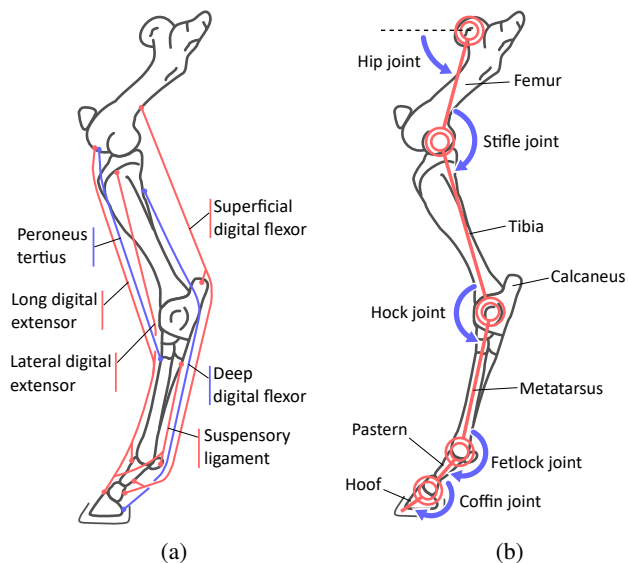 Superficial
digital flexor
Peroneus
tertius
Long digital
extensor
Lateral digital
extensor
Deep
digital flexor
Suspensory
ligament
(a)
Hip joint
Femur
Stifle joint
Tibia
Calcaneus
Hock joint
Metatarsus
Pastern
Fetlock joint
Hoof
Coffin joint
(b)